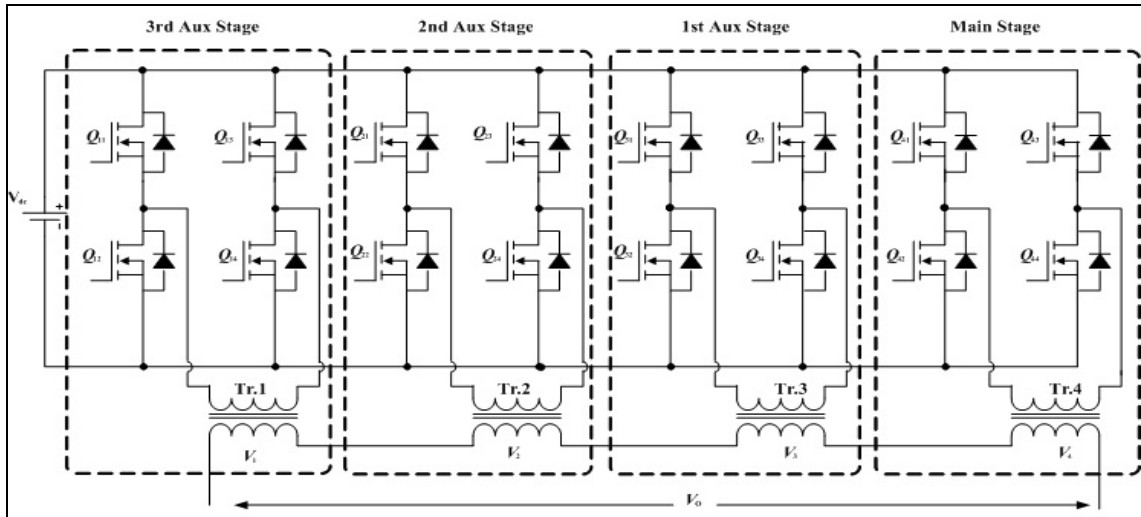 3rd Aux Stage 2nd Aux Stage 1st Aux Stage Main Stage
Q11 Q13 Q21 Q23 Q31 Q33 Q41 Q43
Vdc
+
-
Q12 Q14 Q22 Q24 Q32 Q34 Q42 Q44
Tr.1 Tr.2 Tr.3 Tr.4
V1 V2 V3 V4
VO